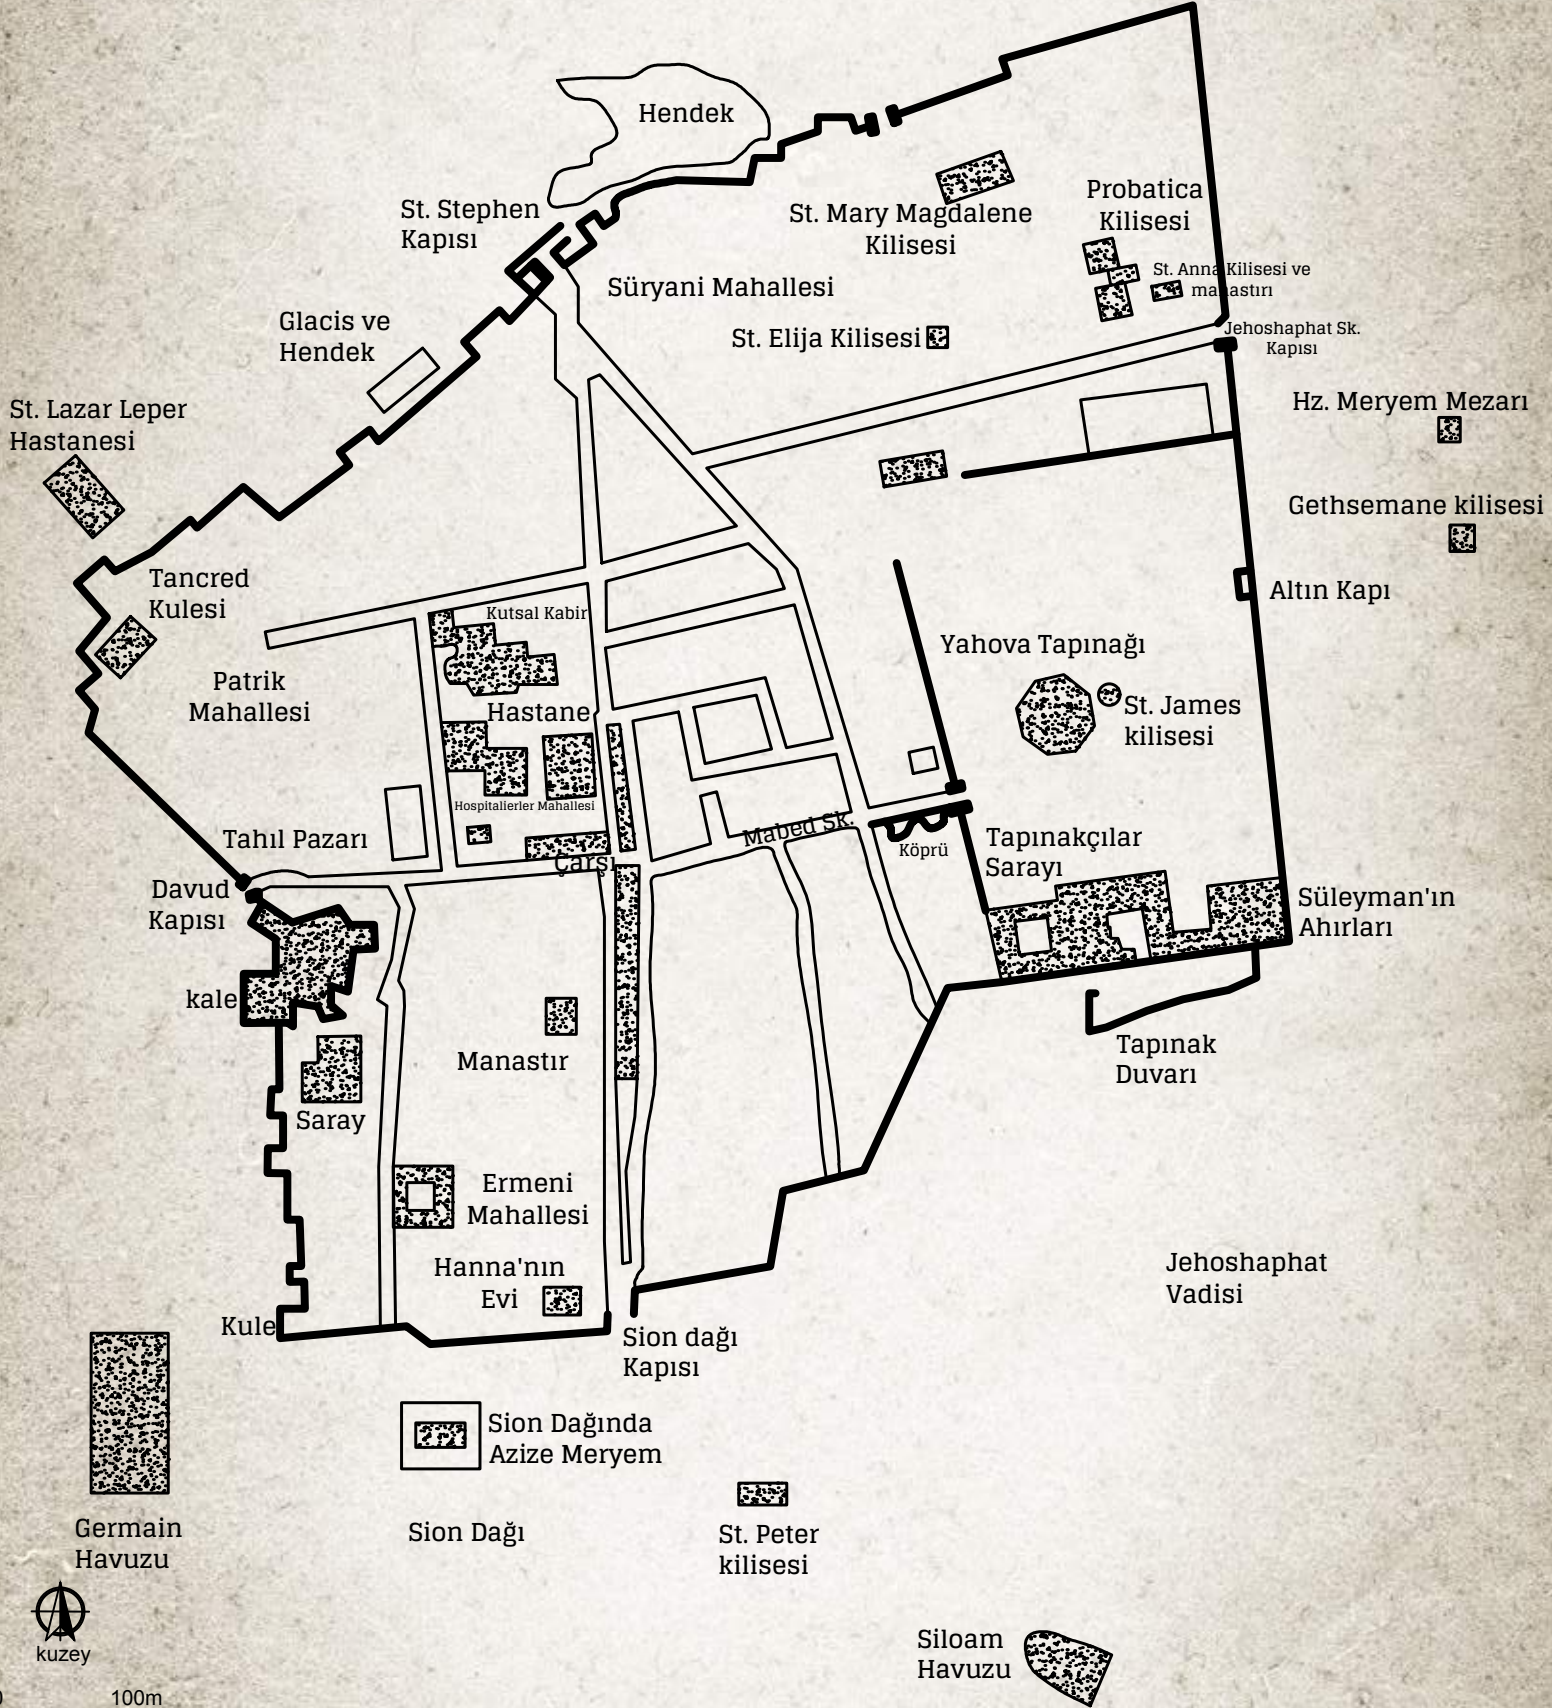 Hendek
St. Stephen
Kapısı
St. Mary Magdalene
Kilisesi
Probatica
Kilisesi
St. Anna Kilisesi ve
manastırı
Süryani Mahallesi
St. Elija Kilisesi
Jehoshaphat Sk.
Kapısı
Glacis ve
Hendek
St. Lazar Leper
Hastanesi
Hz. Meryem Mezarı
Gethsemane kilisesi
Altın Kapı
Tancred
Kulesi
Kutsal Kabir
Yahova Tapınağı
Patrik
Mahallesi
Hastane
St. James
kilisesi
Hospitalierler Mahallesi
Tahıl Pazarı
Çarşı
Mabed Sk.
Köprü
Tapınakçılar
Sarayı
Davud
Kapısı
Süleyman'ın
Ahırları
kale
Manastır
Tapınak
Duvarı
Saray
Ermeni
Mahallesi
Hanna'nın
Evi
Jehoshaphat
Vadisi
Kule
Sion dağı
Kapısı
Sion Dağında
Azize Meryem
Germain
Havuzu
Sion Dağı
St. Peter
kilisesi
kuzey
Siloam
Havuzu
100m